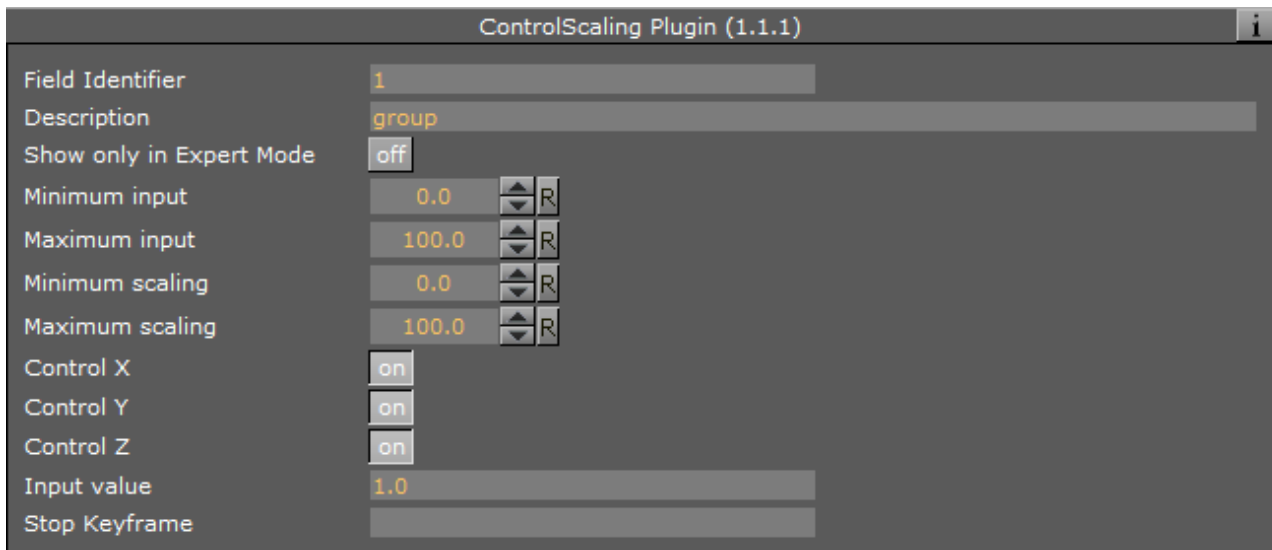 ControlScaling Plugin (1.1.1) i
Field Identifier 1
Description group
Show only in Expert Mode off
Minimum input 0.0 R
Maximum input 100.0 R
Minimum scaling 0.0 R
Maximum scaling 100.0 R
Control X on
Control Y on
Control Z on
Input value 1.0
Stop Keyframe